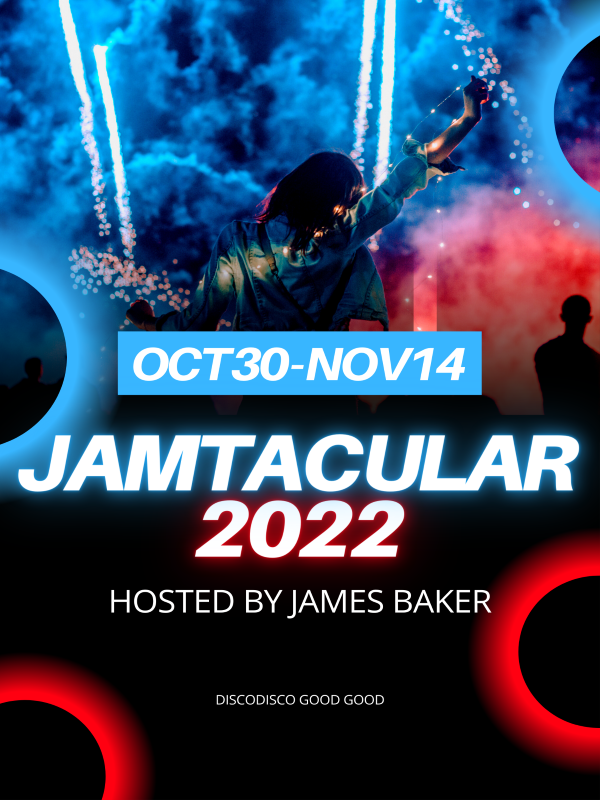 OCT30-NOV14
JAMTACULAR
2022
HOSTED BY JAMES BAKER
DISCODISCO GOOD GOOD